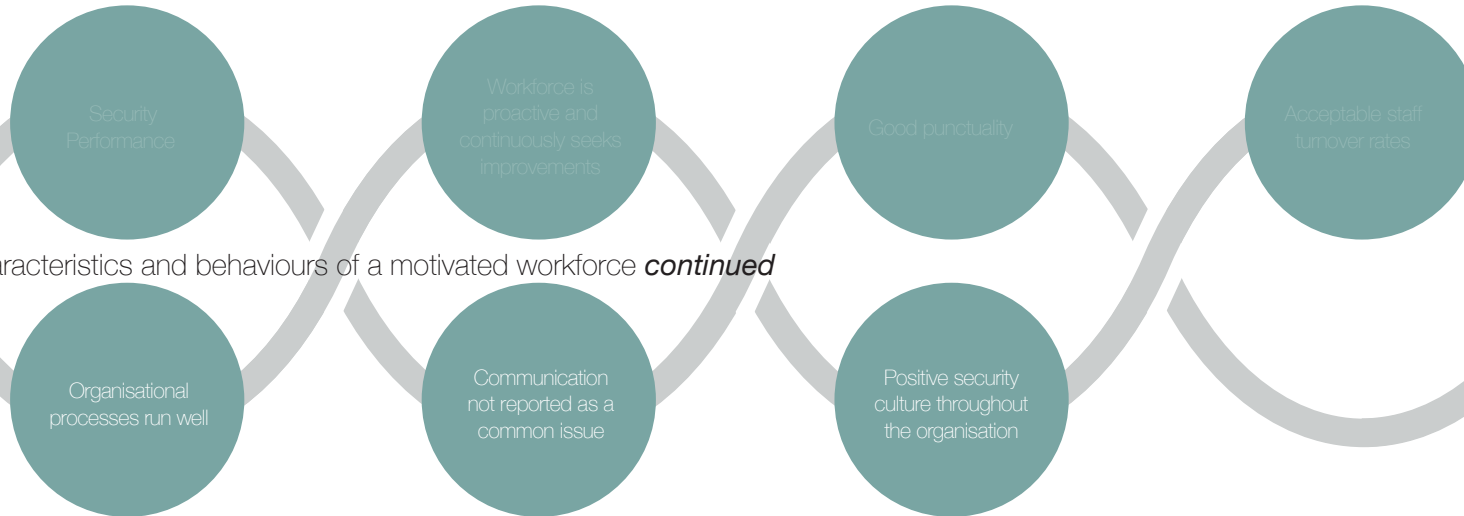 Security
Performance
Workforce is
proactive and
continuously seeks
improvements
Good punctuality
Acceptable staff
turnover rates
aracteristics and behaviours of a motivated workforce continued
Organisational
processes run well
Communication
not reported as a
common issue
Positive security
culture throughout
the organisation